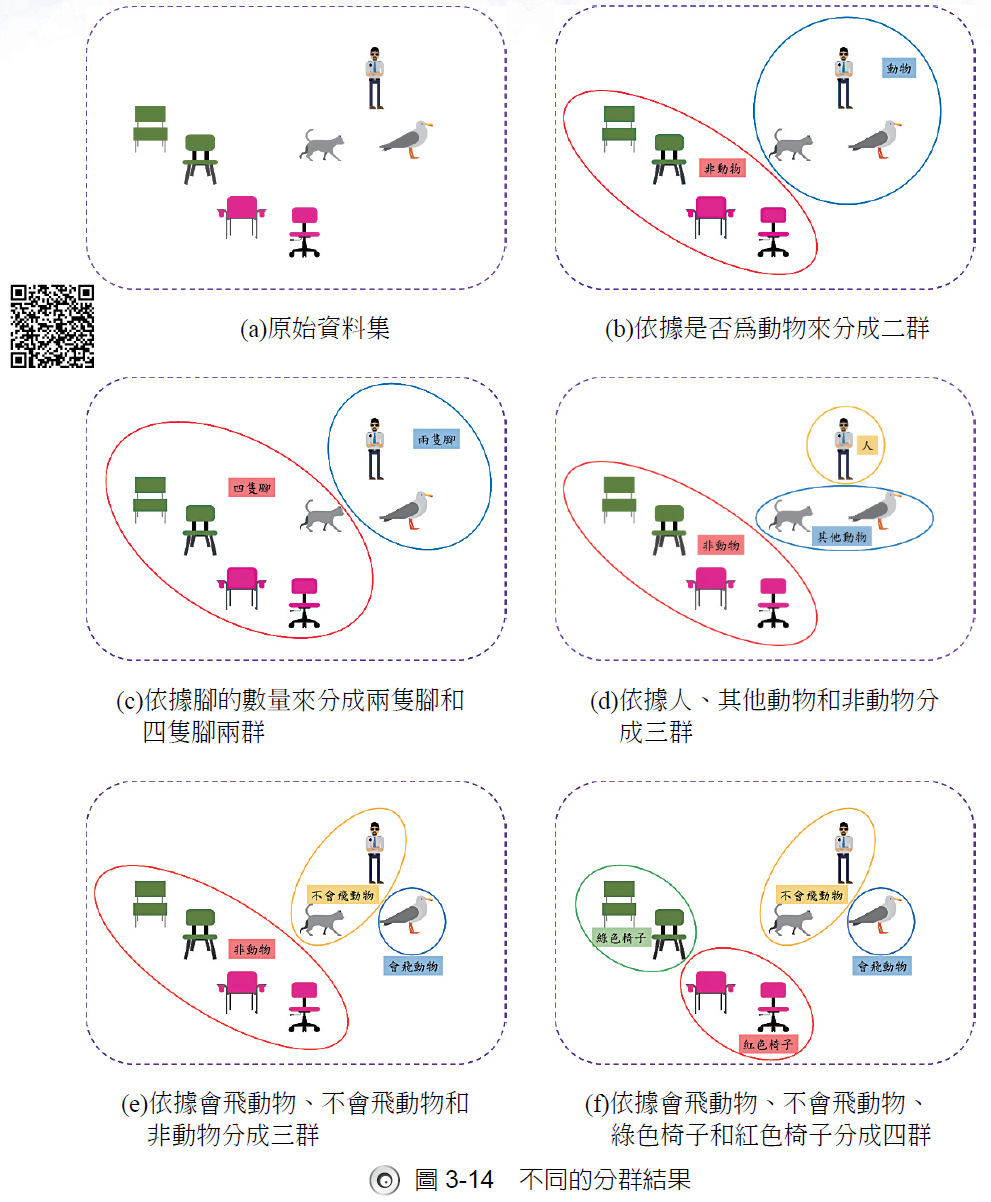 動物
非動物
(a)原始資料集
(b)依據是否為動物來分成二群
兩隻腳
四隻腳
人
其他動物
非動物
(c)依據腳的數量來分成兩隻腳和
四隻腳兩群
(d)依據人、其他動物和非動物分
成三群
不會飛動物
非動物
會飛動物
不會飛動物
綠色椅子
會飛動物
紅色椅子
(e)依據會飛動物、不會飛動物和
非動物分成三群
(f)依據會飛動物、不會飛動物、
綠色椅子和紅色椅子分成四群
圖 3-14 不同的分群結果